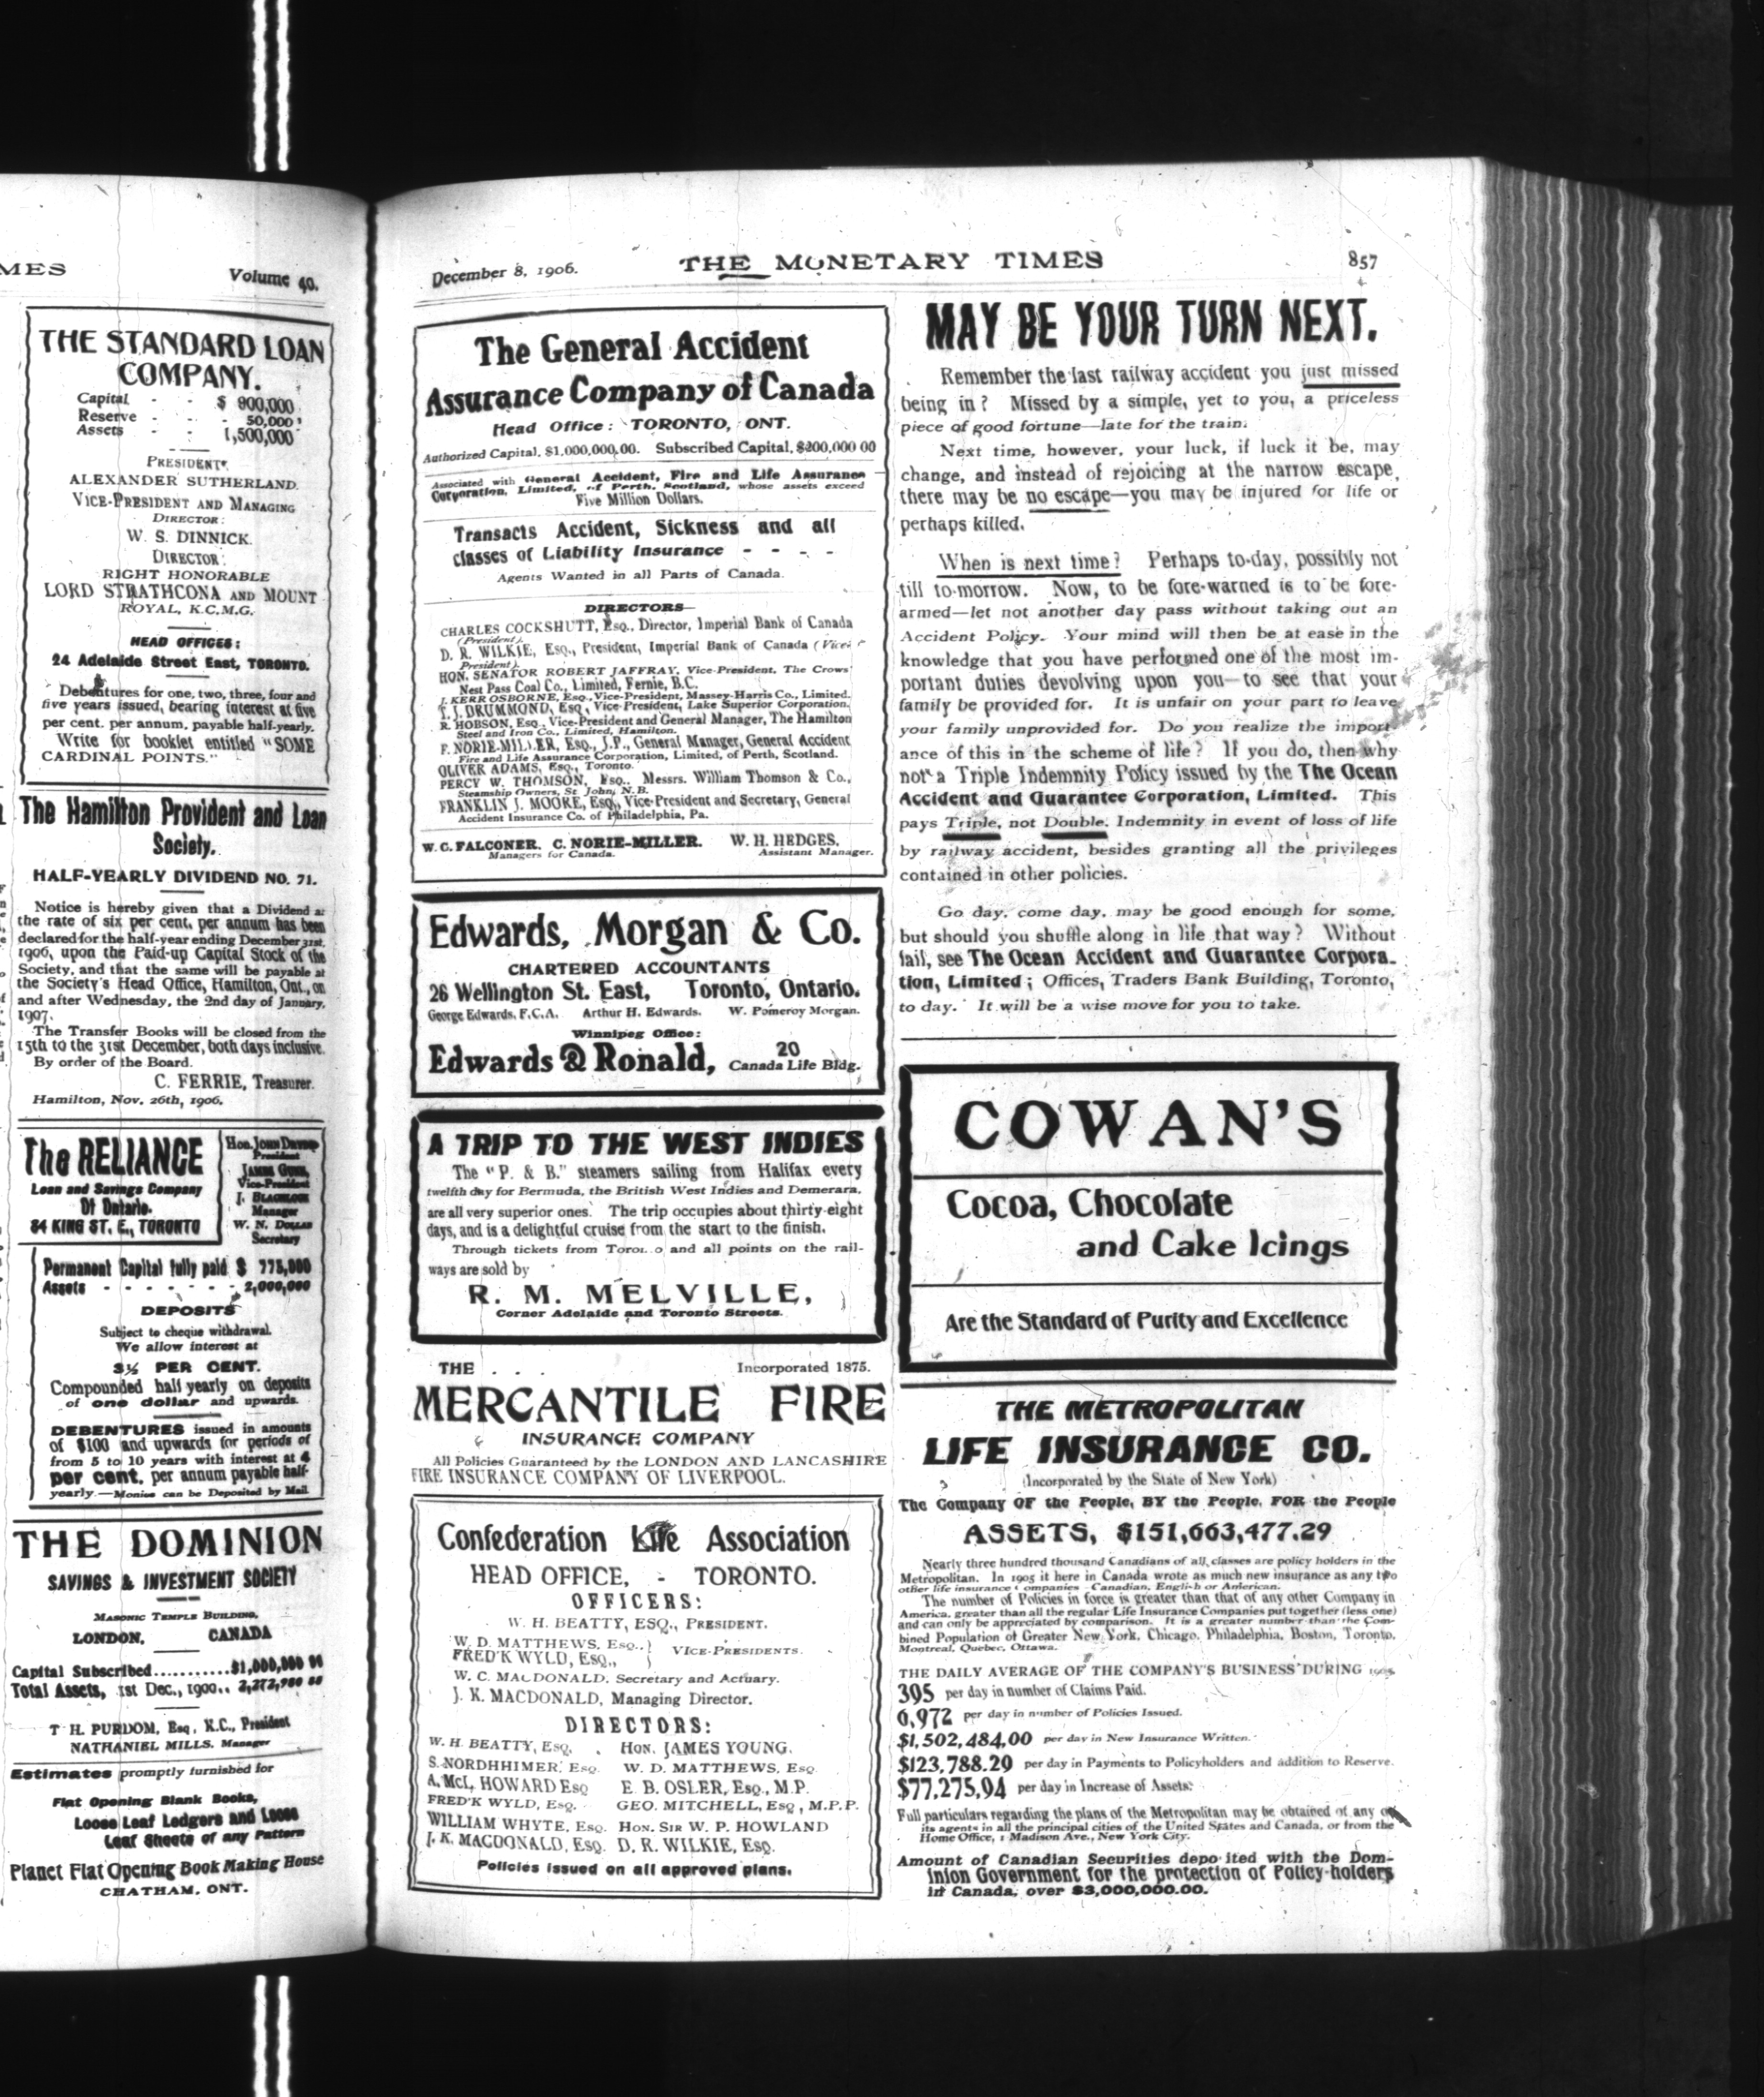 MES
Volume 40.
THE STANDARD LOAN
COMPANY.
Capital - - $ 800,000
Reserve - - 50,000
Assets - - 1,500,000
PRESIDENT
ALEXANDER SUTHERLAND.
VICE-PRESIDENT AND MANAGING
DIRECTOR:
W. S. DINNICK.
DIRECTOR:
RIGHT HONORABLE
LORD STRATHCONA AND MOUNT
ROYAL, K.C.M.G.
HEAD OFFICES:
24 Adelaide Street East, TORONTO.
Debentures for one, two, three, four and
five years issued, bearing interest at five
per cent. per annum, payable half-yearly.
Write for booklet entitled "SOME
CARDINAL POINTS."
The Hamilton Provident and Loan
Society.
HALF-YEARLY DIVIDEND NO. 71.
Notice is hereby given that a Dividend at
the rate of six per cent. per annum has been
declared for the half-year ending December 31st,
1906, upon the Paid-up Capital Stock of the
Society, and that the same will be payable at
the Society's Head Office, Hamilton, Ont., on
and after Wednesday, the 2nd day of January,
1907.
The Transfer Books will be closed from the
15th to the 31st December, both days inclusive.
By order of the Board.
C. FERRIE, Treasurer.
Hamilton, Nov. 26th, 1906.
The RELIANCE
Loan and Savings Company
Of Ontario.
84 KING ST. E., TORONTO
Hon. JOHN DRYDEN
President
JAMES GUNN,
Vice-President
J. BLACKLOCK
Manager
W. N. DOLLAR
Secretary
Permanent Capital fully paid $ 775,000
Assets - - - - - - 2,000,000
DEPOSITS
Subject to cheque withdrawal.
We allow interest at
3½ PER CENT.
Compounded half yearly on deposits
of one dollar and upwards.
DEBENTURES issued in amounts
of $100 and upwards for periods of
from 5 to 10 years with interest at 4
per cent. per annum payable half-
yearly.—Monies can be Deposited by Mail.
THE DOMINION
SAVINGS & INVESTMENT SOCIETY
MASONIC TEMPLE BUILDING,
LONDON, CANADA
Capital Subscribed...........$1,000,000 00
Total Assets, 1st Dec., 1900.. 2,272,980 88
T H. PURDOM, Esq., K.C., President
NATHANIEL MILLS, Manager
Estimates promptly furnished for
Flat Opening Blank Books,
Loose Leaf Ledgers and Loose
Leaf Sheets of any Pattern
Planet Flat Opening Book Making House
CHATHAM, ONT.
December 8, 1906.
THE MONETARY TIMES
857
The General Accident
Assurance Company of Canada
Head Office: TORONTO, ONT.
Authorized Capital, $1,000,000.00. Subscribed Capital, $200,000 00
Associated with General Accident, Fire and Life Assurance
Corporation, Limited, of Perth, Scotland, whose assets exceed
Five Million Dollars.
Transacts Accident, Sickness and all
classes of Liability Insurance - - - -
Agents Wanted in all Parts of Canada.
DIRECTORS—
CHARLES COCKSHUTT, Esq., Director, Imperial Bank of Canada
(President).
D. R. WILKIE, Esq., President, Imperial Bank of Canada (Vice-
President).
HON. SENATOR ROBERT JAFFRAY, Vice-President, The Crows'
Nest Pass Coal Co., Limited, Fernie, B.C.
J. KERR OSBORNE, Esq., Vice-President, Massey-Harris Co., Limited.
T. J. DRUMMOND, Esq., Vice-President, Lake Superior Corporation.
R. HOBSON, Esq., Vice-President and General Manager, The Hamilton
Steel and Iron Co., Limited, Hamilton.
F. NORIE-MILLER, Esq., J.P., General Manager, General Accident
Fire and Life Assurance Corporation, Limited, of Perth, Scotland.
OLIVER ADAMS, Esq., Toronto.
PERCY W. THOMSON, Esq., Messrs. William Thomson & Co.,
Steamship Owners, St. John, N.B.
FRANKLIN J. MOORE, Esq., Vice-President and Secretary, General
Accident Insurance Co. of Philadelphia, Pa.
W. G. FALCONER, C. NORIE-MILLER. W. H. HEDGES,
Managers for Canada. Assistant Manager.
Edwards, Morgan & Co.
CHARTERED ACCOUNTANTS
26 Wellington St. East, Toronto, Ontario.
George Edwards, F.C.A. Arthur H. Edwards. W. Pomeroy Morgan.
Winnipeg Office:
Edwards & Ronald, 20 Canada Life Bldg.
A TRIP TO THE WEST INDIES
The "P. & B." steamers sailing from Halifax every
twelfth day for Bermuda, the British West Indies and Demerara,
are all very superior ones. The trip occupies about thirty-eight
days, and is a delightful cruise from the start to the finish.
Through tickets from Toronto and all points on the rail-
ways are sold by
R. M. MELVILLE,
Corner Adelaide and Toronto Streets.
THE . . . Incorporated 1875.
MERCANTILE FIRE
INSURANCE COMPANY
All Policies Guaranteed by the LONDON AND LANCASHIRE
FIRE INSURANCE COMPANY OF LIVERPOOL.
Confederation Life Association
HEAD OFFICE, - TORONTO.
OFFICERS:
W. H. BEATTY, ESQ., PRESIDENT.
W. D. MATTHEWS, ESQ.,
FRED'K WYLD, ESQ., } VICE-PRESIDENTS.
W. C. MACDONALD, Secretary and Actuary.
J. K. MACDONALD, Managing Director.
DIRECTORS:
W. H. BEATTY, ESQ. HON. JAMES YOUNG.
S. NORDHHIMER, ESQ. W. D. MATTHEWS, ESQ
A. McL. HOWARD ESQ E. B. OSLER, ESQ., M.P.
FRED'K WYLD, ESQ. GEO. MITCHELL, ESQ., M.P.P.
WILLIAM WHYTE, ESQ. HON. SIR W. P. HOWLAND
J. K. MACDONALD, ESQ. D. R. WILKIE, ESQ.
Policies issued on all approved plans.
MAY BE YOUR TURN NEXT.
Remember the last railway accident you just missed
being in? Missed by a simple, yet to you, a priceless
piece of good fortune—late for the train.
Next time, however, your luck, if luck it be, may
change, and instead of rejoicing at the narrow escape,
there may be no escape—you may be injured for life or
perhaps killed.
When is next time? Perhaps to-day, possibly not
till to-morrow. Now, to be fore-warned is to be fore-
armed—let not another day pass without taking out an
Accident Policy. Your mind will then be at ease in the
knowledge that you have performed one of the most im-
portant duties devolving upon you—to see that your
family be provided for. It is unfair on your part to leave
your family unprovided for. Do you realize the import-
ance of this in the scheme of life? If you do, then why
not a Triple Indemnity Policy issued by the The Ocean
Accident and Guarantee Corporation, Limited. This
pays Triple, not Double, Indemnity in event of loss of life
by railway accident, besides granting all the privileges
contained in other policies.
Go day, come day, may be good enough for some,
but should you shuffle along in life that way? Without
fail, see The Ocean Accident and Guarantee Corpora-
tion, Limited; Offices, Traders Bank Building, Toronto,
to day. It will be a wise move for you to take.
COWAN'S
Cocoa, Chocolate
and Cake Icings
Are the Standard of Purity and Excellence
THE METROPOLITAN
LIFE INSURANCE CO.
(Incorporated by the State of New York)
The Company OF the People, BY the People, FOR the People
ASSETS, $151,663,477.29
Nearly three hundred thousand Canadians of all classes are policy holders in the
Metropolitan. In 1905 it here in Canada wrote as much new insurance as any two
other life insurance companies—Canadian, English or American.
The number of Policies in force is greater than that of any other Company in
America, greater than all the regular Life Insurance Companies put together (less one)
and can only be appreciated by comparison. It is a greater number than the Com-
bined Population of Greater New York, Chicago, Philadelphia, Boston, Toronto,
Montreal, Quebec, Ottawa.
THE DAILY AVERAGE OF THE COMPANY'S BUSINESS DURING 1905
395 per day in number of Claims Paid.
6,972 per day in number of Policies Issued.
$1,502,484.00 per day in New Insurance Written.
$123,788.29 per day in Payments to Policyholders and addition to Reserve.
$77,275.94 per day in Increase of Assets.
Full particulars regarding the plans of the Metropolitan may be obtained of any of
its agents in all the principal cities of the United States and Canada, or from the
Home Office, 1 Madison Ave., New York City.
Amount of Canadian Securities deposited with the Dom-
inion Government for the protection of Policy-holders
in Canada, over $3,000,000.00.